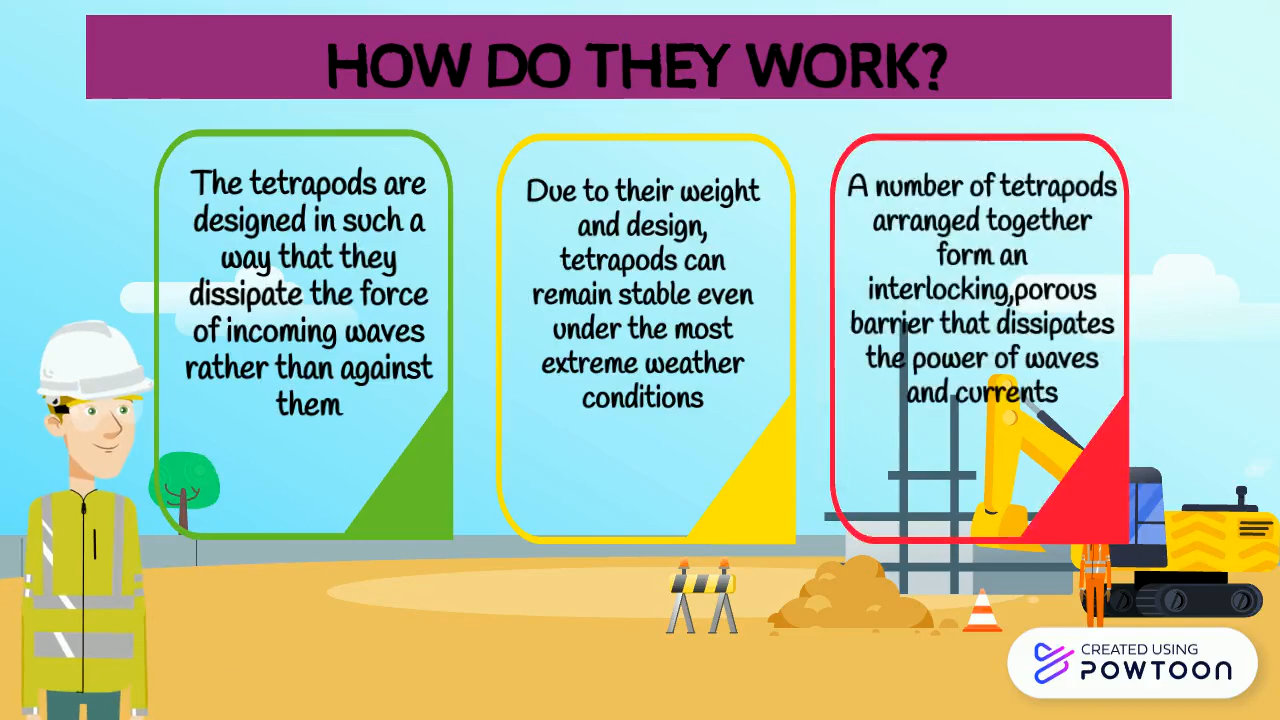 HOW DO THEY WORK?
The tetrapods are
designed in such a
way that they
dissipate the force
of incoming waves
rather than against
them
Due to their weight
and design,
tetrapods can
remain stable even
under the most
extreme weather
conditions
A number of tetrapods
arranged together
form an
interlocking,porous
barrier that dissipates
the power of waves
and currents
CREATED USING
POWTOON